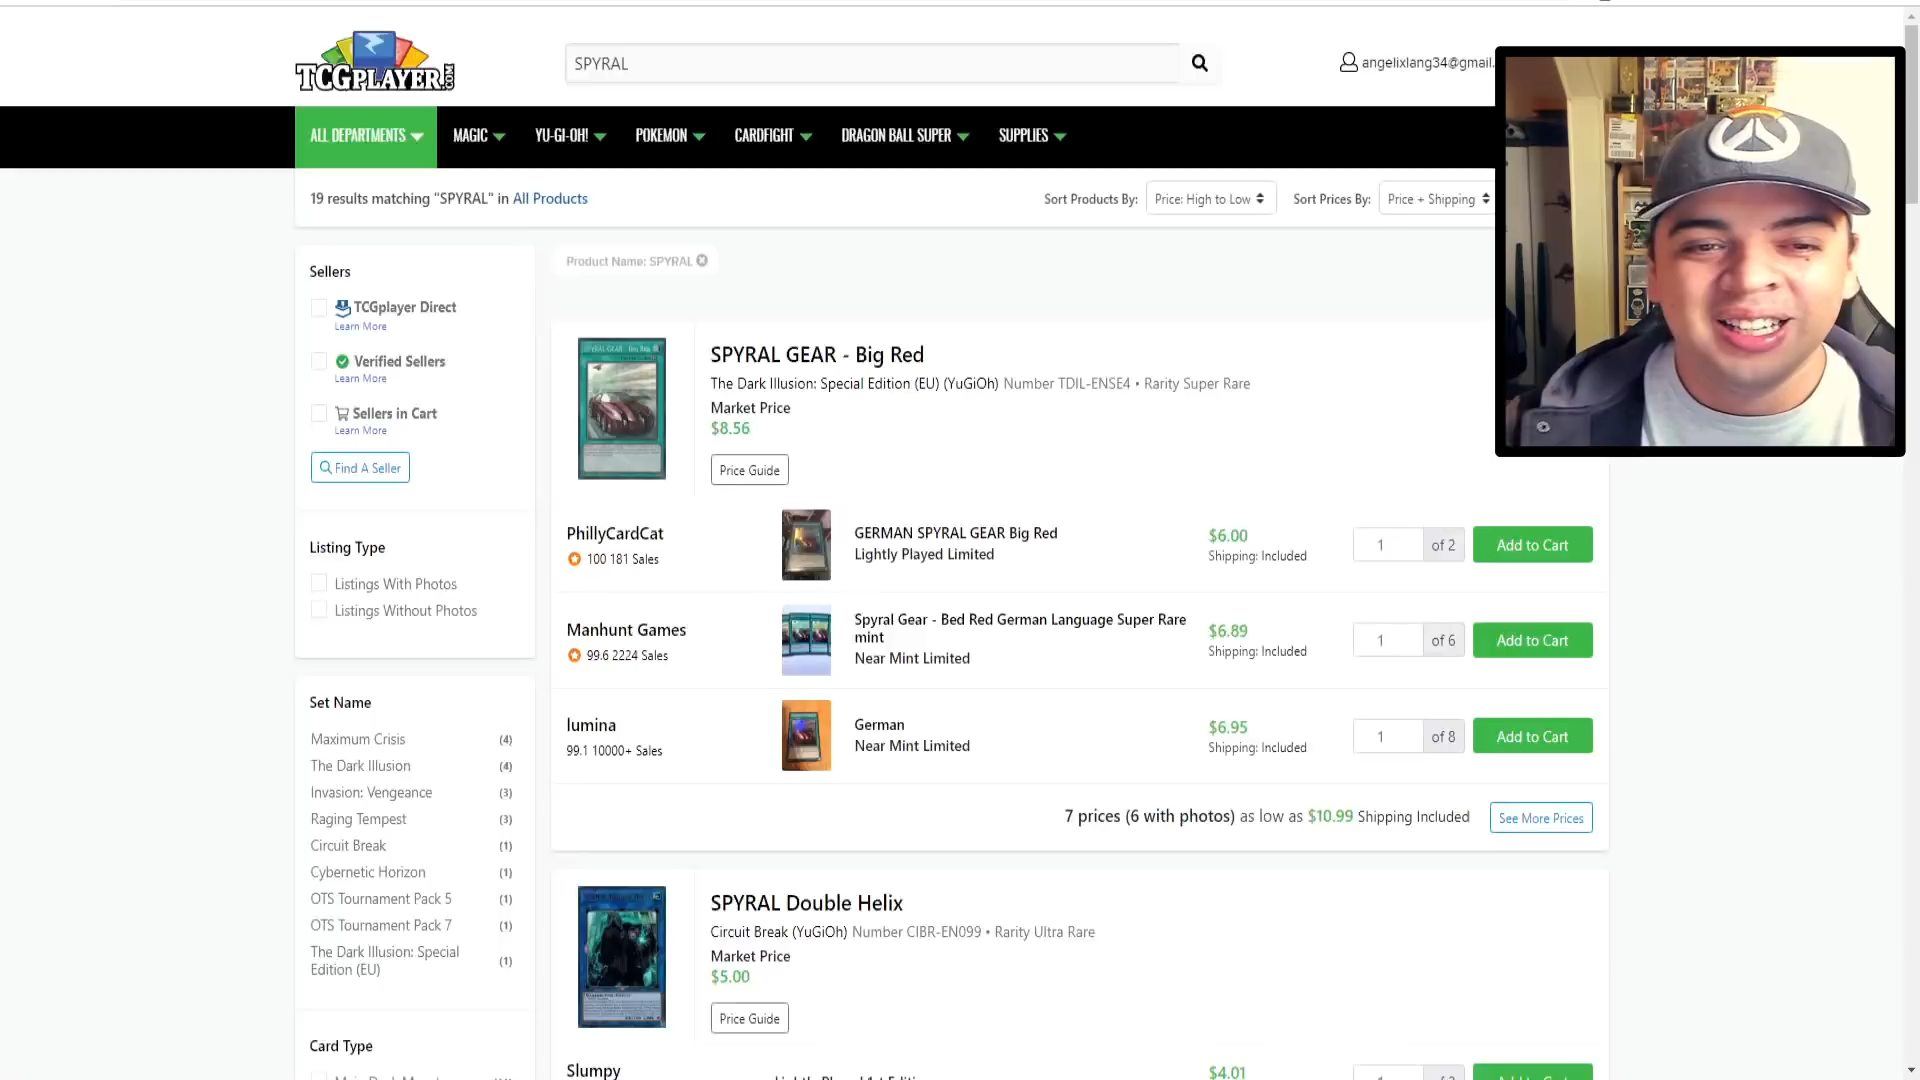 TCGPLAYER.COM
SPYRAL
angelixlang34@gmail.
ALL DEPARTMENTS
MAGIC
YU-GI-OH!
POKEMON
CARDFIGHT
DRAGON BALL SUPER
SUPPLIES
19 results matching "SPYRAL" in All Products
Sort Products By:
Price: High to Low
Sort Prices By:
Price + Shipping
Product Name: SPYRAL
Sellers
TCGplayer Direct
Learn More
Verified Sellers
Learn More
Sellers in Cart
Learn More
Find A Seller
Listing Type
Listings With Photos
Listings Without Photos
Set Name
Maximum Crisis (4)
The Dark Illusion (4)
Invasion: Vengeance (3)
Raging Tempest (3)
Circuit Break (1)
Cybernetic Horizon (1)
OTS Tournament Pack 5 (1)
OTS Tournament Pack 7 (1)
The Dark Illusion: Special Edition (EU) (1)
Card Type
SPYRAL GEAR - Big Red
The Dark Illusion: Special Edition (EU) (YuGiOh) Number TDIL-ENSE4 • Rarity Super Rare
Market Price
$8.56
Price Guide
PhillyCardCat
100 181 Sales
GERMAN SPYRAL GEAR Big Red
Lightly Played Limited
$6.00
Shipping: Included
1 of 2
Add to Cart
Manhunt Games
99.6 2224 Sales
Spyral Gear - Bed Red German Language Super Rare
mint
Near Mint Limited
$6.89
Shipping: Included
1 of 6
Add to Cart
lumina
99.1 10000+ Sales
German
Near Mint Limited
$6.95
Shipping: Included
1 of 8
Add to Cart
7 prices (6 with photos) as low as $10.99 Shipping Included
See More Prices
SPYRAL Double Helix
Circuit Break (YuGiOh) Number CIBR-EN099 • Rarity Ultra Rare
Market Price
$5.00
Price Guide
Slumpy
$4.01